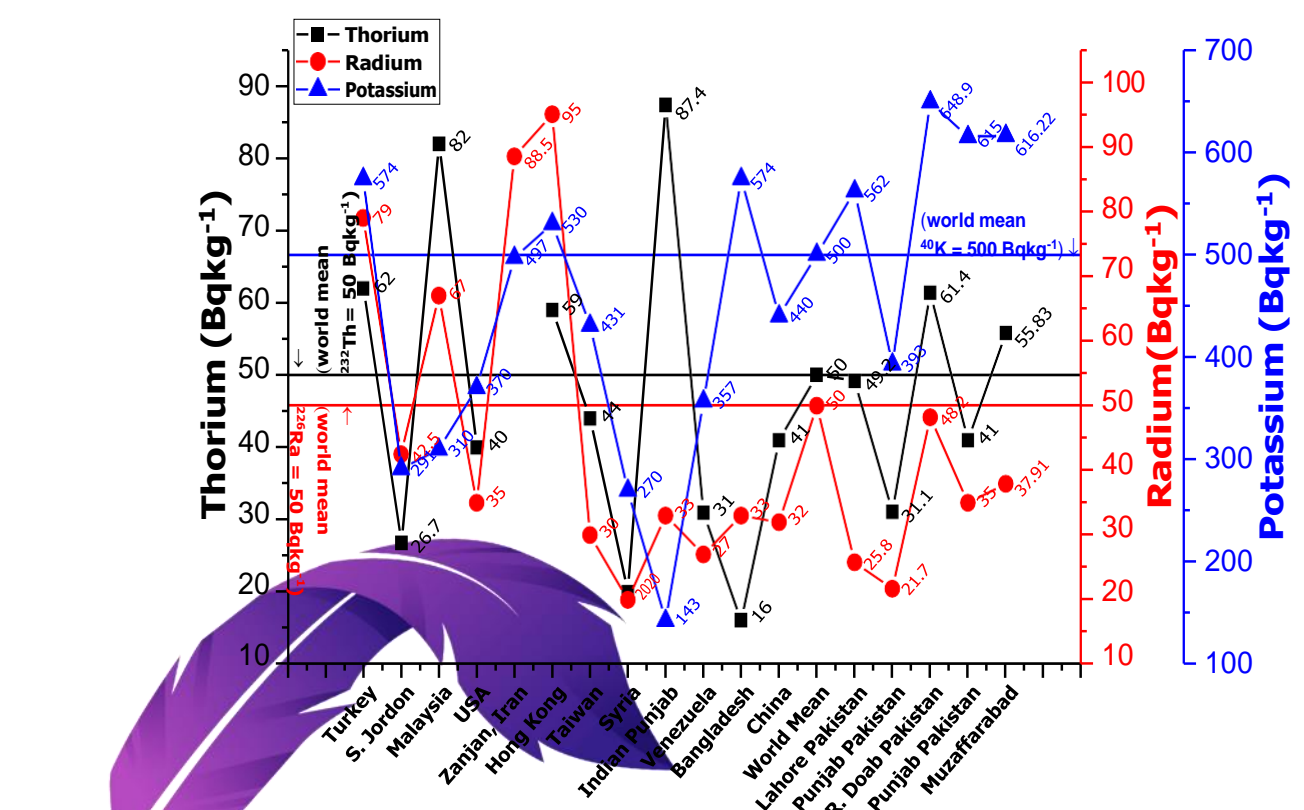 Thorium
Radium
Potassium
Thorium (Bqkg⁻¹)
90
80
70
60
50
40
30
20
10
Radium(Bqkg⁻¹)
100
90
80
70
60
50
40
30
20
10
Potassium (Bqkg⁻¹)
700
600
500
400
300
200
100
(world mean
²³²Th= 50 Bqkg⁻¹)
↓
(world mean
²²⁶Ra = 50 Bqkg⁻¹)
↑
(world mean
⁴⁰K = 500 Bqkg⁻¹)↓
62
26.7
82
40
59
44
20
87.4
31
16
41
50
49.2
31.1
61.4
41
55.83
79
42.5
67
35
88.5
95
30
20
33
27
33
32
50
25.8
21.7
48.2
35
37.91
574
291
310
370
497
530
431
270
143
357
574
440
500
562
393
648.9
615
616.22
Turkey
S. Jordon
Malaysia
USA
Zanjan, Iran
Hong Kong
Taiwan
Syria
Indian Punjab
Venezuela
Bangladesh
China
World Mean
Lahore Pakistan
Punjab Pakistan
R. Doab Pakistan
Punjab Pakistan
Muzaffarabad